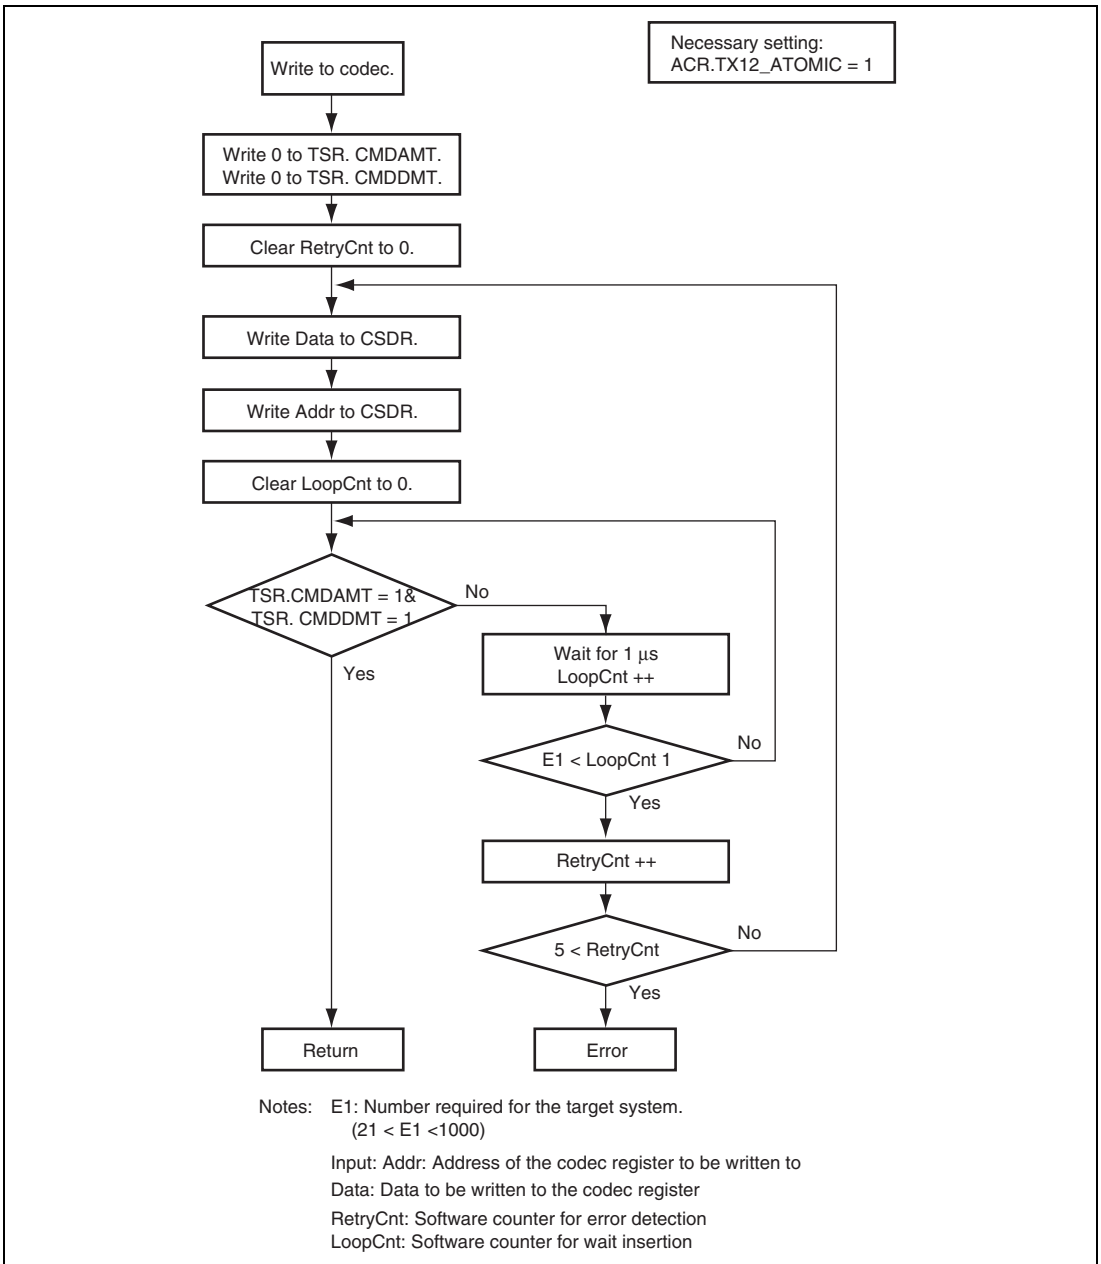 Necessary setting:
ACR.TX12_ATOMIC = 1
Write to codec.
Write 0 to TSR. CMDAMT.
Write 0 to TSR. CMDDMT.
Clear RetryCnt to 0.
Write Data to CSDR.
Write Addr to CSDR.
Clear LoopCnt to 0.
TSR.CMDAMT = 1&
TSR. CMDDMT = 1
No
Yes
Wait for 1 μs
LoopCnt ++
E1 < LoopCnt 1
No
Yes
RetryCnt ++
5 < RetryCnt
No
Yes
Return
Error
Notes: E1: Number required for the target system.
(21 < E1 <1000)
Input: Addr: Address of the codec register to be written to
Data: Data to be written to the codec register
RetryCnt: Software counter for error detection
LoopCnt: Software counter for wait insertion